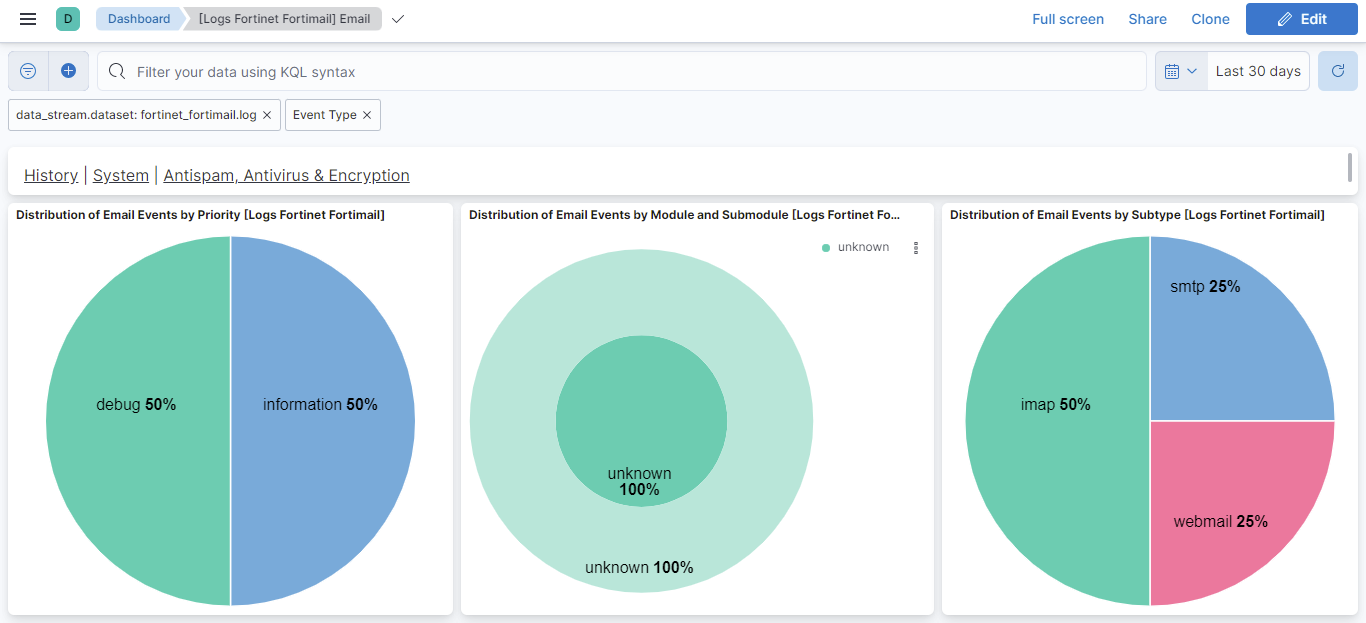 D
Dashboard
[Logs Fortinet Fortimail] Email
Full screen
Share
Clone
Edit
Filter your data using KQL syntax
Last 30 days
data_stream.dataset: fortinet_fortimail.log ×
Event Type ×
History | System | Antispam, Antivirus & Encryption
Distribution of Email Events by Priority [Logs Fortinet Fortimail]
debug 50%
information 50%
Distribution of Email Events by Module and Submodule [Logs Fortinet Fo...
unknown
unknown
100%
unknown 100%
Distribution of Email Events by Subtype [Logs Fortinet Fortimail]
smtp 25%
imap 50%
webmail 25%